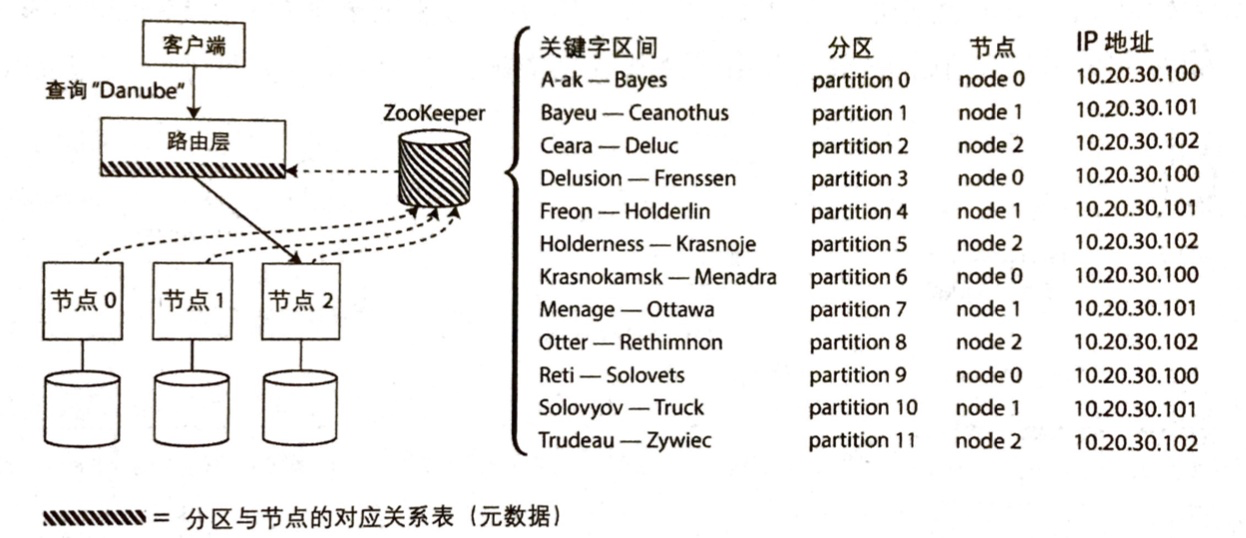 客户端
查询"Danube"
路由层
ZooKeeper
节点 0
节点 1
节点 2
关键字区间 分区 节点 IP 地址
A-ak — Bayes partition 0 node 0 10.20.30.100
Bayeu — Ceanothus partition 1 node 1 10.20.30.101
Ceara — Deluc partition 2 node 2 10.20.30.102
Delusion — Frenssen partition 3 node 0 10.20.30.100
Freon — Holderlin partition 4 node 1 10.20.30.101
Holderness — Krasnoje partition 5 node 2 10.20.30.102
Krasnokamsk — Menadra partition 6 node 0 10.20.30.100
Menage — Ottawa partition 7 node 1 10.20.30.101
Otter — Rethimnon partition 8 node 2 10.20.30.102
Reti — Solovets partition 9 node 0 10.20.30.100
Solovyov — Truck partition 10 node 1 10.20.30.101
Trudeau — Zywiec partition 11 node 2 10.20.30.102
= 分区与节点的对应关系表（元数据）